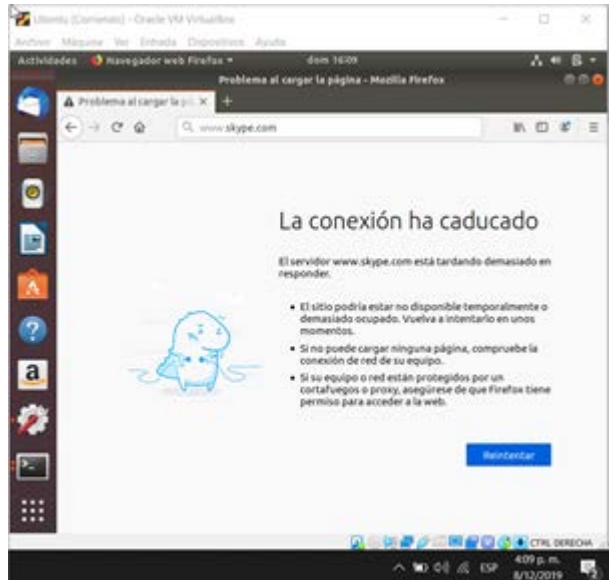 Ubuntu (Corriendo) - Oracle VM VirtualBox
Archivo Máquina Ver Entrada Dispositivos Ayuda
Actividades Navegador web Firefox dom 16:09
Problema al cargar la página - Mozilla Firefox
Problema al cargar la
www.skype.com
La conexión ha caducado
El servidor www.skype.com está tardando demasiado en
responder.
El sitio podría estar no disponible temporalmente o
demasiado ocupado. Vuelva a intentarlo en unos
momentos.
Si no puede cargar ninguna página, compruebe la
conexión de red de su equipo.
Si su equipo o red están protegidos por un
cortafuegos o proxy, asegúrese de que Firefox tiene
permiso para acceder a la web.
Reintentar
CTRL DERECHA
ESP
4:09 p. m.
8/12/2019